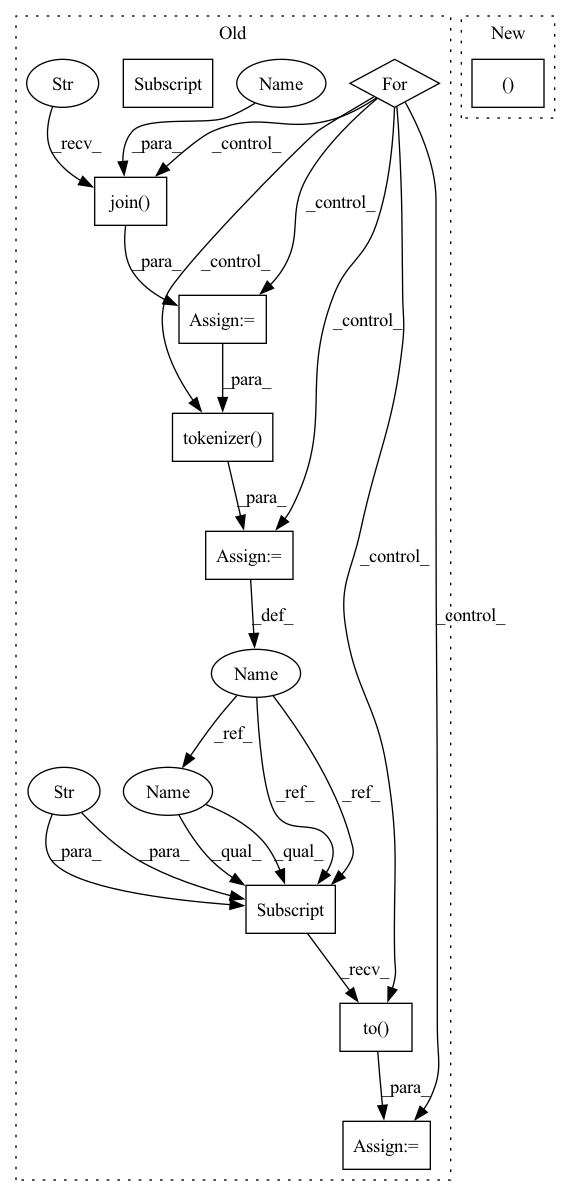 Old
New
Str
Subscript
Name
For
()
_recv_
_para_
_control_
join()
_control_
_para_
_control_
Assign:=
_control_
_para_
tokenizer()
_para_
Assign:=
_control_
_def_
_control_
Name
_ref_
Str
Name
_ref_
_ref_
_para_
_para_
_qual_
_qual_
Subscript
_recv_
to()
_para_
Assign:=